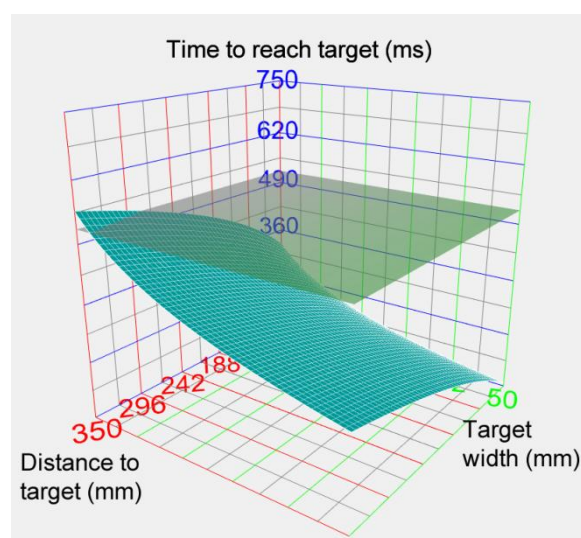 Time to reach target (ms)
750
620
490
360
188
242
296
350
50
Distance to
target (mm)
Target
width (mm)